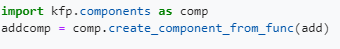 import kfp.components as comp
addcomp = comp.create_component_from_func(add)